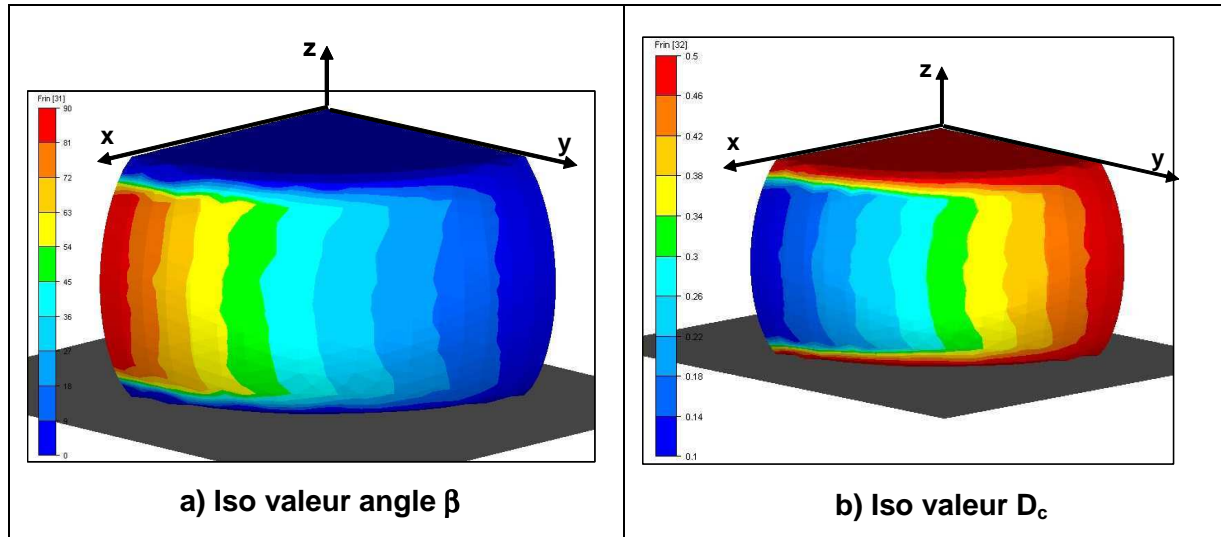 Frin [31]
90
81
72
63
54
45
36
27
18
9
0
z
x
y
a) Iso valeur angle β
Frin [32]
0.5
0.46
0.42
0.38
0.34
0.3
0.26
0.22
0.18
0.14
0.1
z
x
y
b) Iso valeur Dc